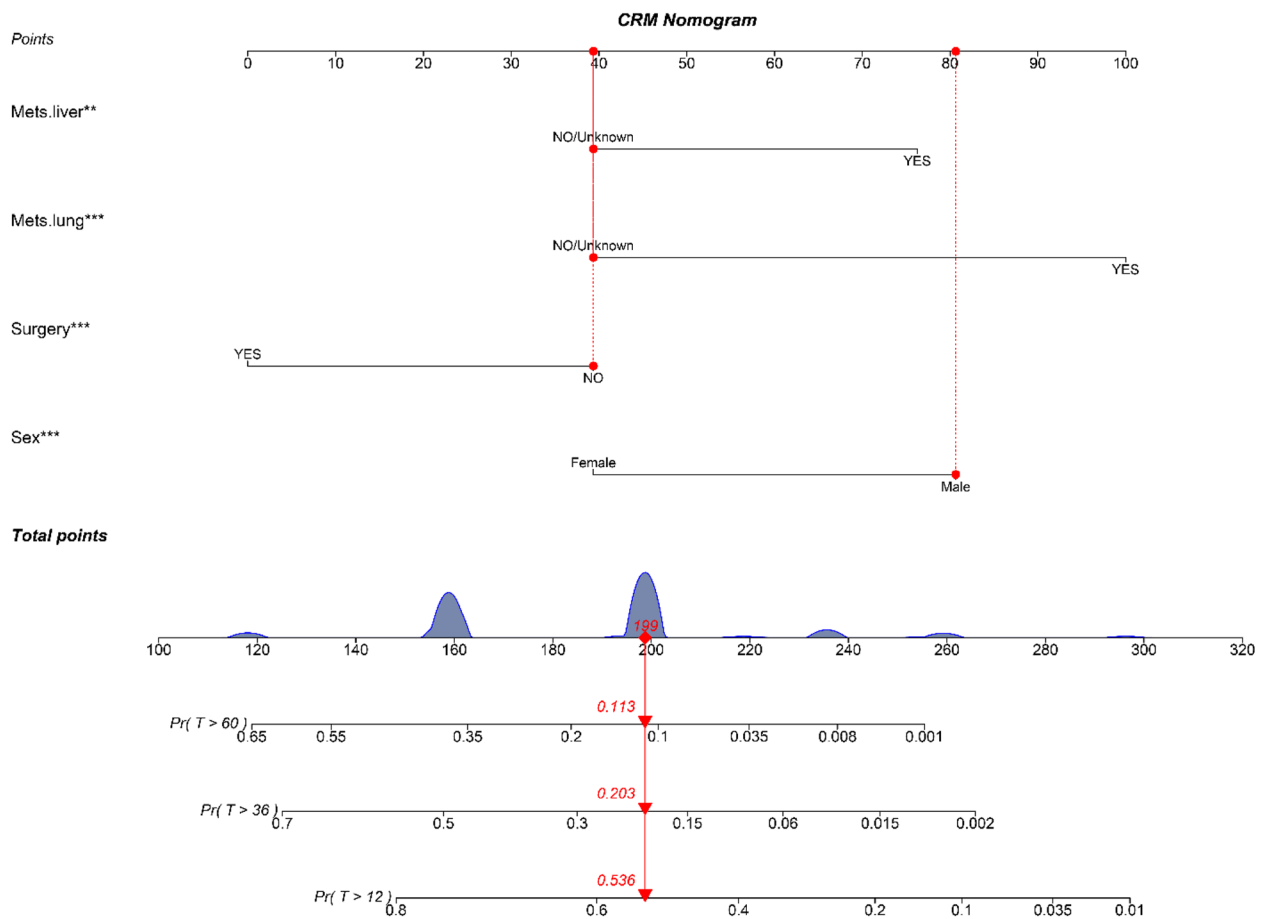 CRM Nomogram
Points
0 10 20 30 40 50 60 70 80 90 100
Mets.liver**
NO/Unknown
YES
Mets.lung***
NO/Unknown
YES
Surgery***
YES
NO
Sex***
Female
Male
Total points
199
100 120 140 160 180 200 220 240 260 280 300 320
0.113
Pr( T > 60 )
0.65 0.55 0.35 0.2 0.1 0.035 0.008 0.001
0.203
Pr( T > 36 )
0.7 0.5 0.3 0.15 0.06 0.015 0.002
0.536
Pr( T > 12 )
0.8 0.6 0.4 0.2 0.1 0.035 0.01